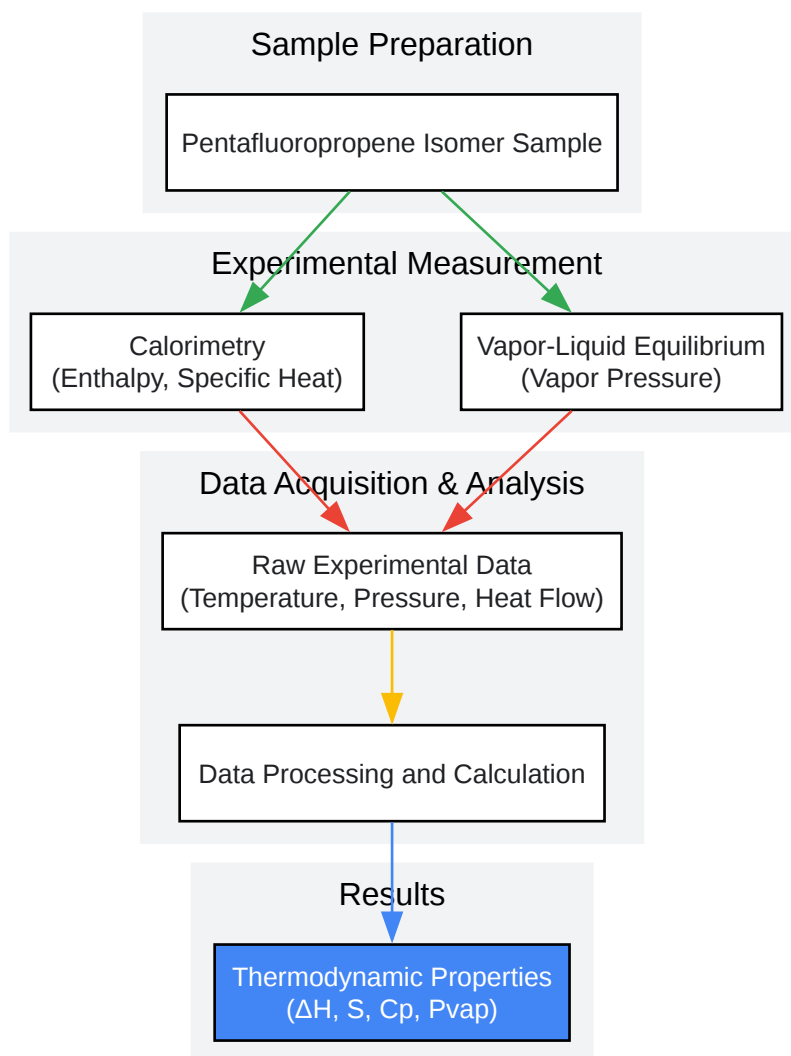 Sample Preparation
Pentafluoropropene Isomer Sample
Experimental Measurement
Calorimetry
(Enthalpy, Specific Heat)
Vapor-Liquid Equilibrium
(Vapor Pressure)
Data Acquisition & Analysis
Raw Experimental Data
(Temperature, Pressure, Heat Flow)
Data Processing and Calculation
Results
Thermodynamic Properties
(ΔH, S, Cp, Pvap)